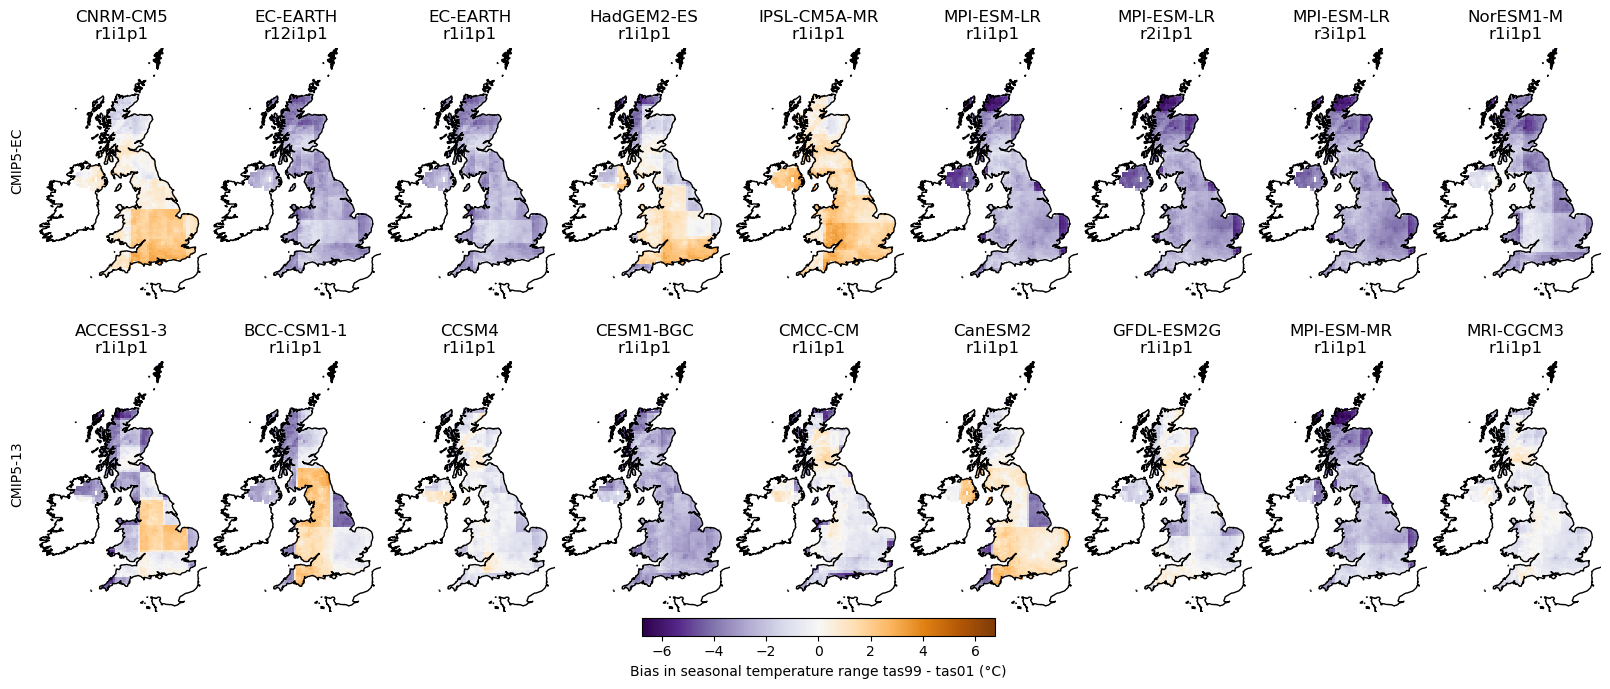 CNRM-CM5 EC-EARTH EC-EARTH HadGEM2-ES IPSL-CM5A-MR MPI-ESM-LR MPI-ESM-LR MPI-ESM-LR NorESM1-M
r1i1p1 r12i1p1 r1i1p1 r1i1p1 r1i1p1 r1i1p1 r2i1p1 r3i1p1 r1i1p1
CMIP5-EC
ACCESS1-3 BCC-CSM1-1 CCSM4 CESM1-BGC CMCC-CM CanESM2 GFDL-ESM2G MPI-ESM-MR MRI-CGCM3
r1i1p1 r1i1p1 r1i1p1 r1i1p1 r1i1p1 r1i1p1 r1i1p1 r1i1p1 r1i1p1
CMIP5-13
−6 −4 −2 0 2 4 6
Bias in seasonal temperature range tas99 - tas01 (°C)